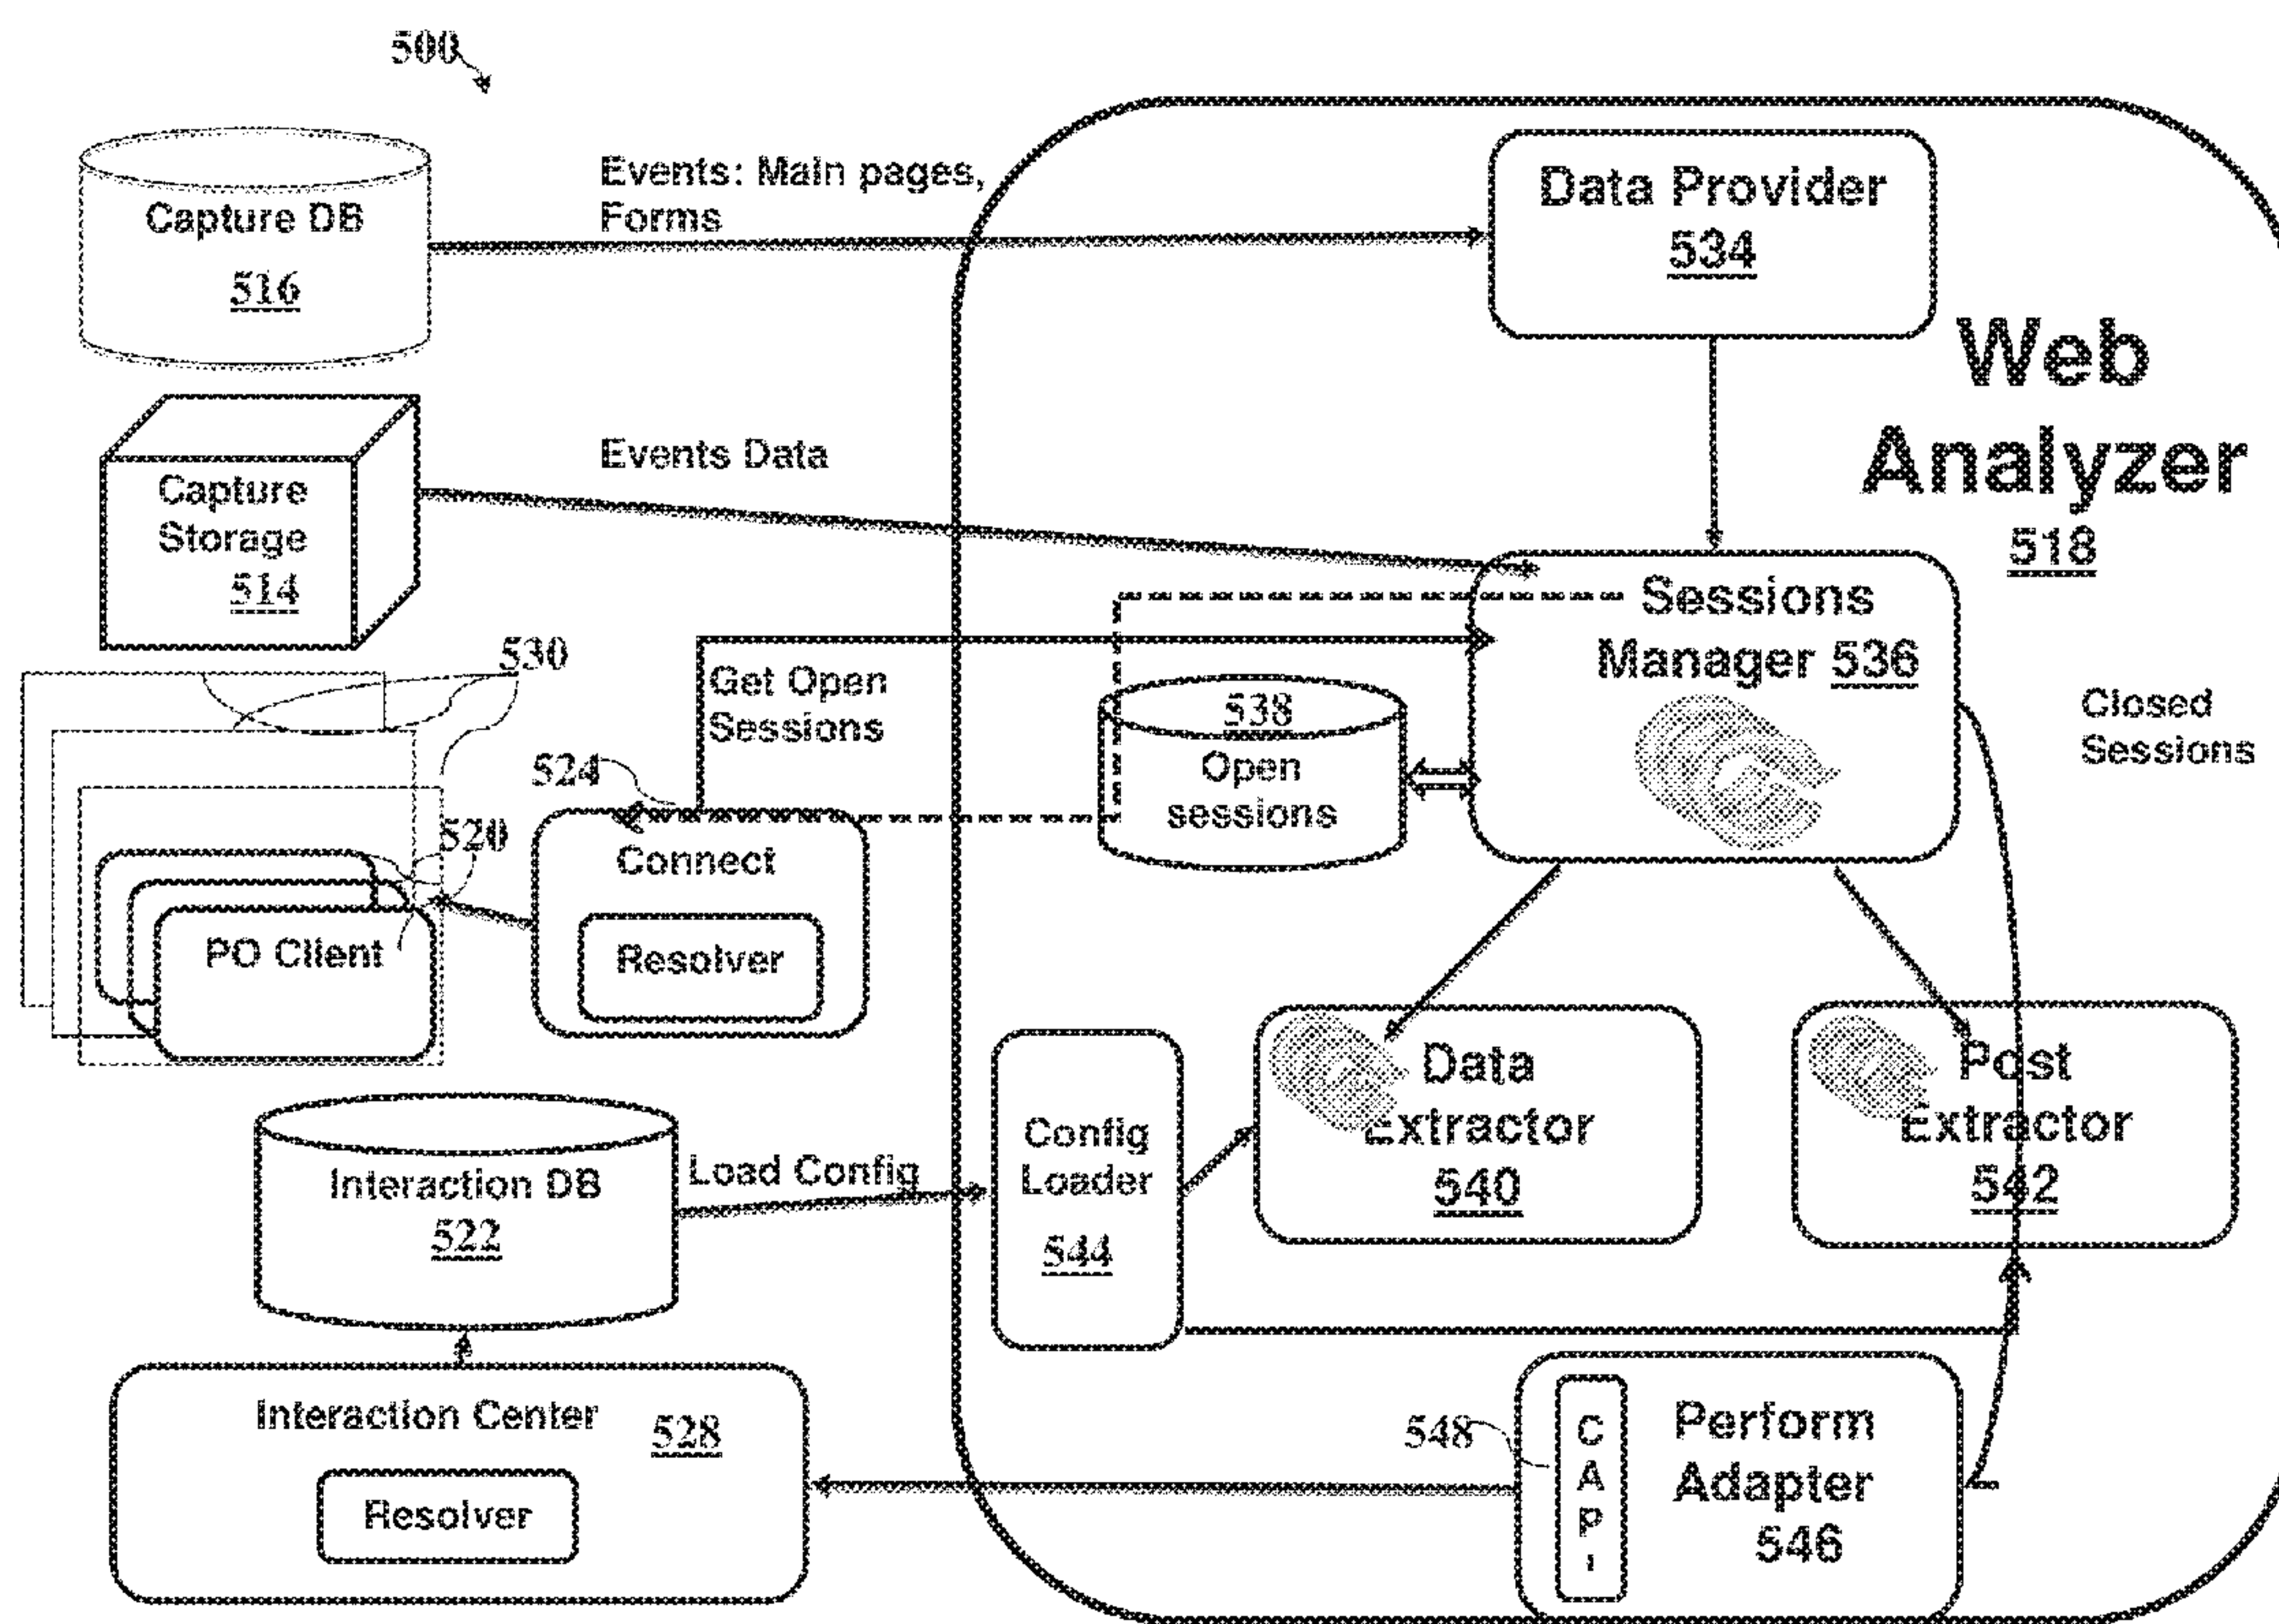 500
Capture DB
516
Events: Main pages,
Forms
Data Provider
534
Web
Analyzer
518
Capture
Storage
514
Events Data
Sessions
Manager 536
530
Get Open
Sessions
538
Open
sessions
Closed
Sessions
524
520
Connect
Resolver
PO Client
Interaction DB
522
Load Config
Config
Loader
544
Data
Extractor
540
Post
Extractor
542
Interaction Center
528
Resolver
548
C
A
P
I
Perform
Adapter
546